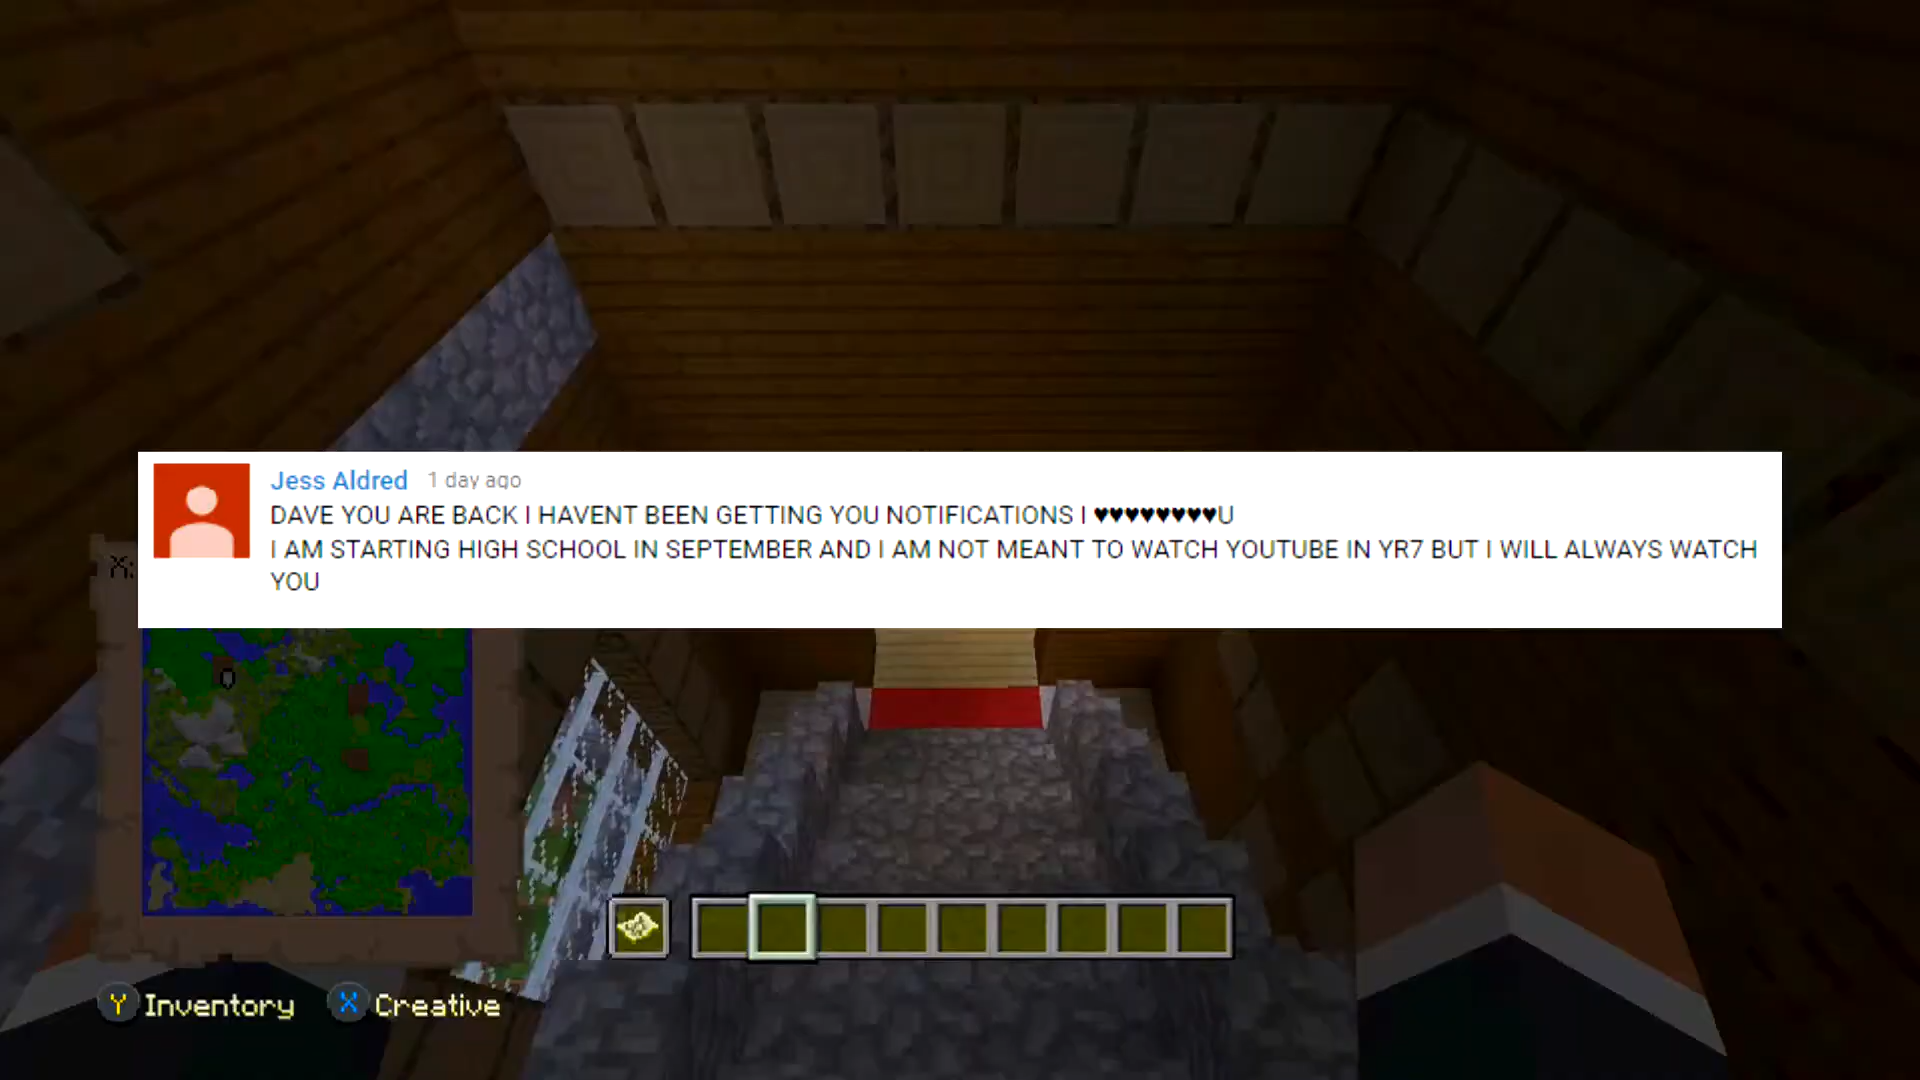 Jess Aldred 1 day ago
DAVE YOU ARE BACK I HAVENT BEEN GETTING YOU NOTIFICATIONS I ♥♥♥♥♥♥♥♥U
I AM STARTING HIGH SCHOOL IN SEPTEMBER AND I AM NOT MEANT TO WATCH YOUTUBE IN YR7 BUT I WILL ALWAYS WATCH
YOU
X:
Y Inventory X Creative